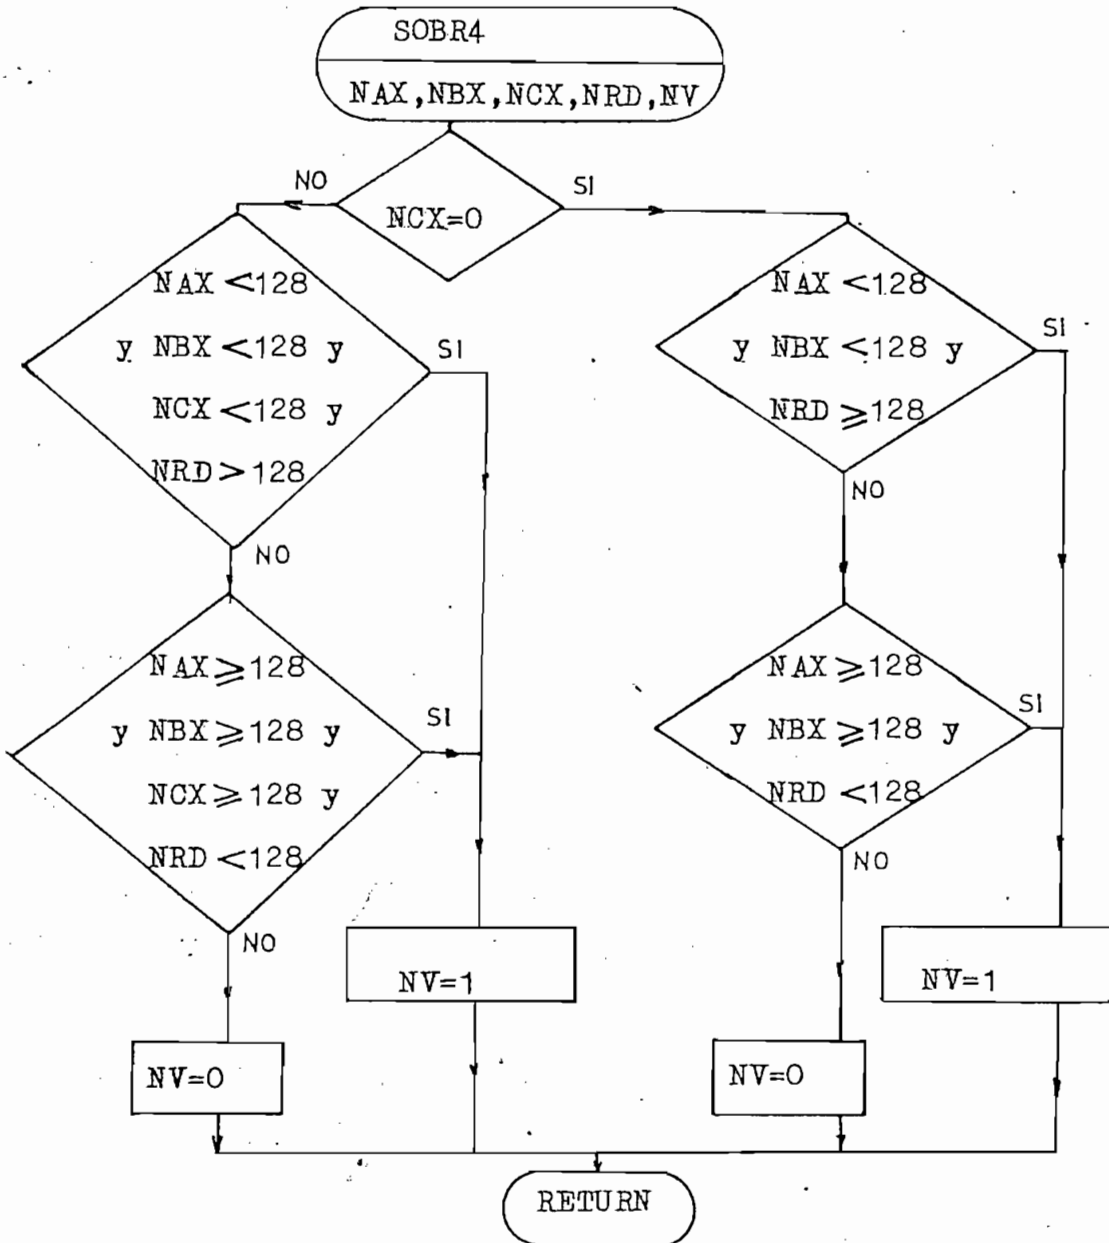 SOBR4
NAX,NBX,NCX,NRD,NV
NO
SI
NCX=0
NAX <128
y NBX <128 y
NCX <128 y
NRD > 128
SI
NO
NAX <128
y NBX <128 y
NRD ⩾128
SI
NO
NAX⩾128
y NBX ⩾128 y
NCX⩾128 y
NRD <128
SI
NO
NAX ⩾128
y NBX ⩾128 y
NRD <128
SI
NO
NV=1
NV=1
NV=0
NV=0
RETURN